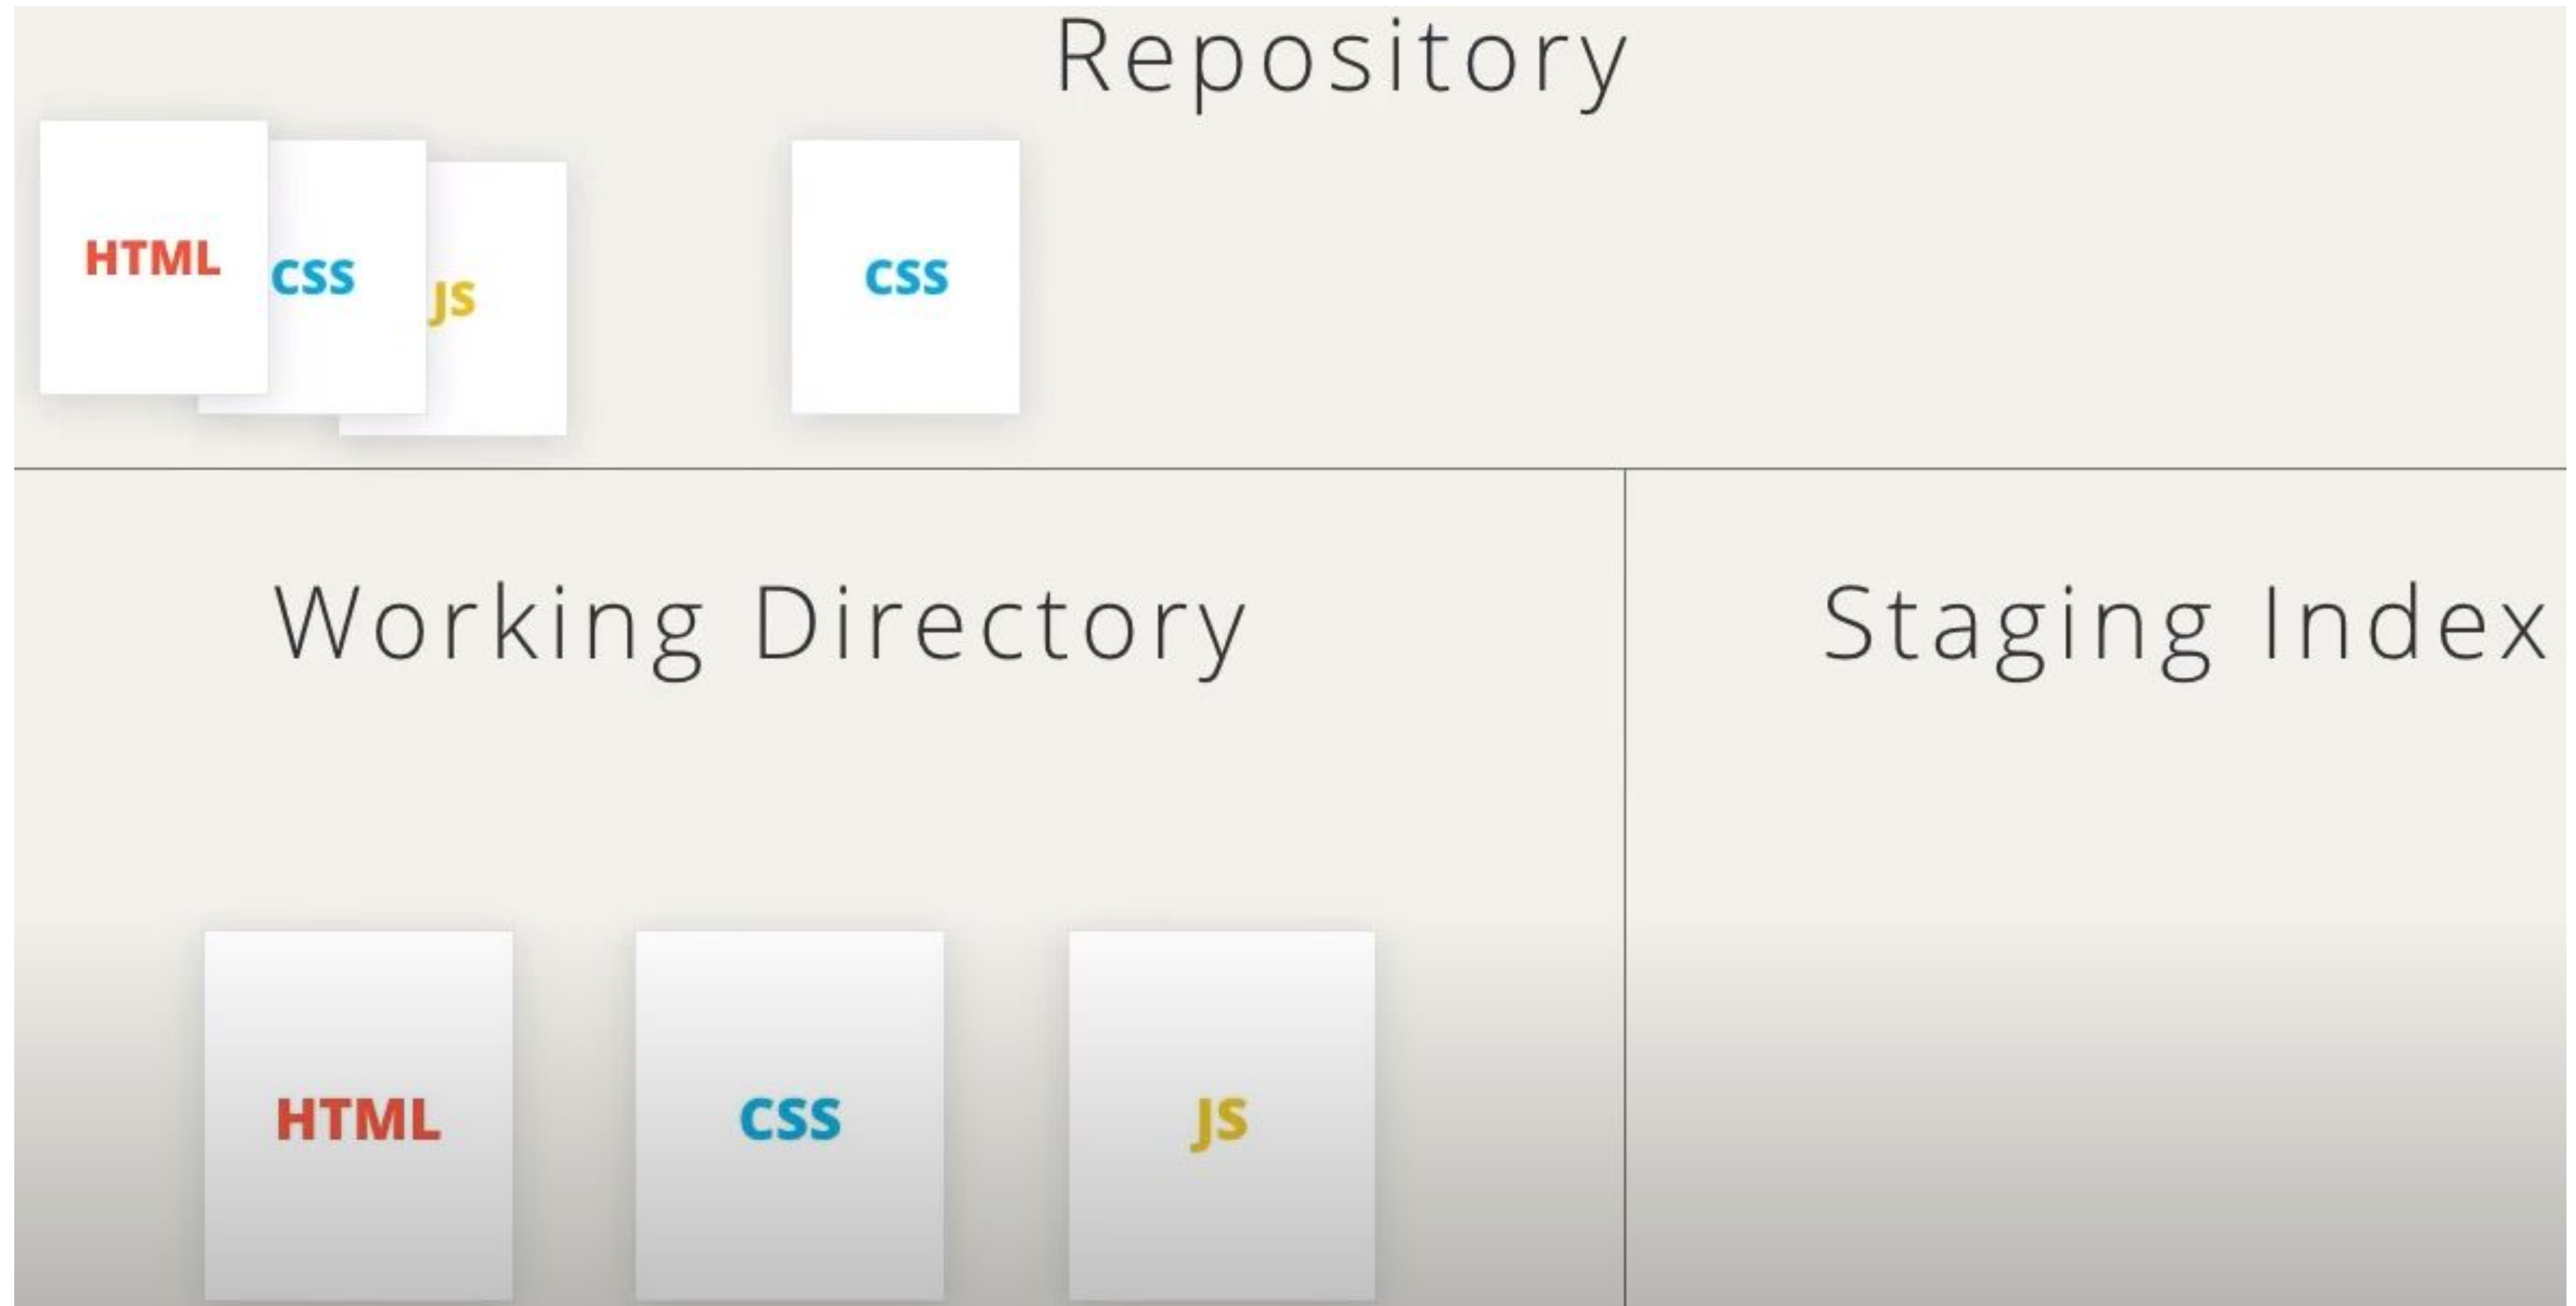 Repository
HTML
CSS
JS
CSS
Working Directory
Staging Index
HTML
CSS
JS